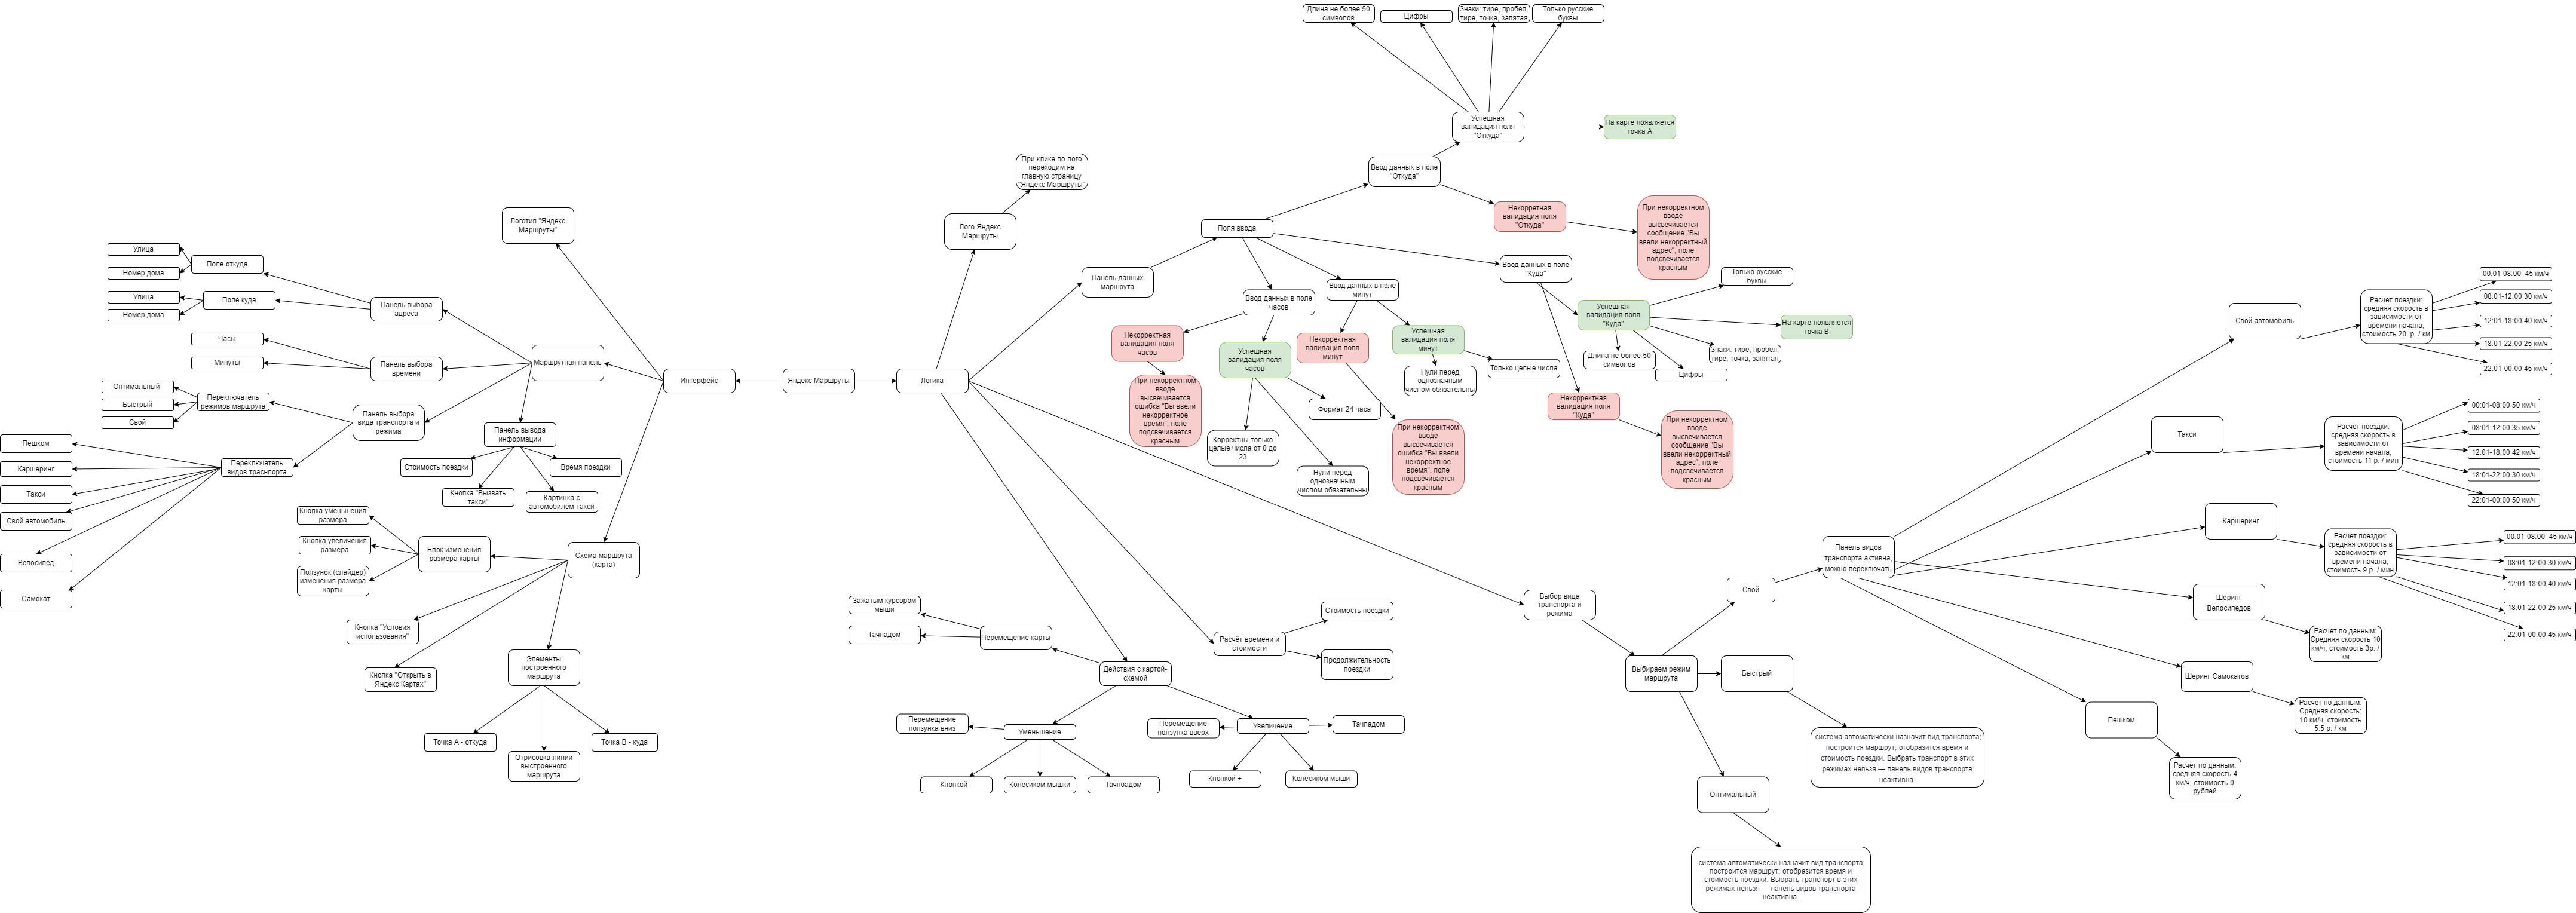 Длина не более 50
символов
Цифры
Знаки: тире, пробел,
тире, точка, запятая
Только русские
буквы
Успешная
валидация поля
"Откуда"
На карте появляется
точка А
Ввод данных в поле
"Откуда"
Некорретная
валидация поля
"Откуда"
При некорректном
вводе
высвечивается
сообщение "Вы
ввели некорректный
адрес", поле
подсвечивается
красным
При клике по лого
переходим на
главную страницу
"Яндекс Маршруты"
Лого Яндекс
Маршруты
Поля ввода
Панель данных
маршрута
Ввод данных в поле
"Куда"
Успешная
валидация поля
"Куда"
Только русские
буквы
На карте появляется
точка В
Знаки: тире, пробел,
тире, точка, запятая
Длина не более 50
символов
Цифры
Некорректная
валидация поля
"Куда"
При некорректном
вводе
высвечивается
сообщение "Вы
ввели некорректный
адрес", поле
подсвечивается
красным
Ввод данных в поле
часов
Ввод данных в поле
минут
Некорректная
валидация поля
часов
При некорректном
вводе
высвечивается
ошибка "Вы ввели
некорректное
время", поле
подсвечивается
красным
Успешная
валидация поля
часов
Корректны только
целые числа от 0 до
23
Нули перед
однозначным
числом обязательны
Формат 24 часа
Некорректная
валидация поля
минут
При некорректном
вводе
высвечивается
ошибка "Вы ввели
некорректное
время", поле
подсвечивается
красным
Успешная
валидация поля
минут
Нули перед
однозначным
числом обязательны
Только целые числа
Логотип "Яндекс
Маршруты"
Улица
Номер дома
Поле откуда
Улица
Номер дома
Поле куда
Панель выбора
адреса
Часы
Минуты
Панель выбора
времени
Маршрутная панель
Оптимальный
Быстрый
Свой
Переключатель
режимов маршрута
Панель выбора
вида транспорта и
режима
Пешком
Каршеринг
Такси
Свой автомобиль
Велосипед
Самокат
Переключатель
видов траснпорта
Панель вывода
информации
Стоимость поездки
Время поездки
Кнопка "Вызвать
такси"
Картинка с
автомобилем-такси
Интерфейс
Яндекс Маршруты
Логика
Кнопка уменьшения
размера
Кнопка увеличения
размера
Ползунок (слайдер)
изменения размера
карты
Блок изменения
размера карты
Схема маршрута
(карта)
Кнопка "Условия
использования"
Кнопка "Открыть в
Яндекс Картах"
Элементы
построенного
маршрута
Точка А - откуда
Отрисовка линии
выстроенного
маршрута
Точка В - куда
Зажатым курсором
мыши
Тачпадом
Перемещение карты
Действия с картой-
схемой
Перемещение
ползунка вниз
Уменьшение
Кнопкой -
Колесиком мышки
Тачпоадом
Перемещение
ползунка вверх
Увеличение
Тачпадом
Кнопкой +
Колесиком мыши
Расчёт времени и
стоимости
Стоимость поездки
Продолжительность
поездки
Выбор вида
транспорта и
режима
Выбираем режим
маршрута
Свой
Быстрый
система автоматически назначит вид транспорта;
построится маршрут; отобразится время и
стоимость поездки. Выбрать транспорт в этих
режимах нельзя — панель видов транспорта
неактивна.
Оптимальный
система автоматически назначит вид транспорта;
построится маршрут; отобразится время и
стоимость поездки. Выбрать транспорт в этих
режимах нельзя — панель видов транспорта
неактивна.
Панель видов
транспорта активна,
можно переключать
Свой автомобиль
Расчет поездки:
средняя скорость в
зависимости от
времени начала,
стоимость 20 р. / км
00:01-08:00 45 км/ч
08:01-12:00 30 км/ч
12:01-18:00 40 км/ч
18:01-22:00 25 км/ч
22:01-00:00 45 км/ч
Такси
Расчет поездки:
средняя скорость в
зависимости от
времени начала,
стоимость 11 р. / мин
00:01-08:00 50 км/ч
08:01-12:00 35 км/ч
12:01-18:00 42 км/ч
18:01-22:00 30 км/ч
22:01-00:00 50 км/ч
Каршеринг
Расчет поездки:
средняя скорость в
зависимости от
времени начала,
стоимость 9 р. / мин
00:01-08:00 45 км/ч
08:01-12:00 30 км/ч
12:01-18:00 40 км/ч
18:01-22:00 25 км/ч
22:01-00:00 45 км/ч
Шеринг
Велосипедов
Расчет по данным:
Средняя скорость 10
км/ч, стоимость 3р. /
км
Шеринг Самокатов
Расчет по данным:
Средняя скорость:
10 км/ч, стоимость
5.5 р. / км
Пешком
Расчет по данным:
средняя скорость 4
км/ч, стоимость 0
рублей